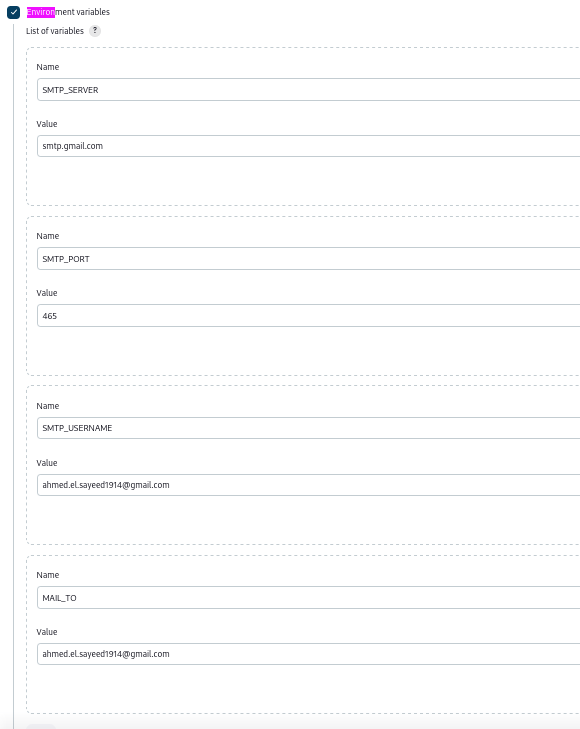 Environment variables
List of variables ?
Name
SMTP_SERVER
Value
smtp.gmail.com
Name
SMTP_PORT
Value
465
Name
SMTP_USERNAME
Value
ahmed.el.sayeed1914@gmail.com
Name
MAIL_TO
Value
ahmed.el.sayeed1914@gmail.com